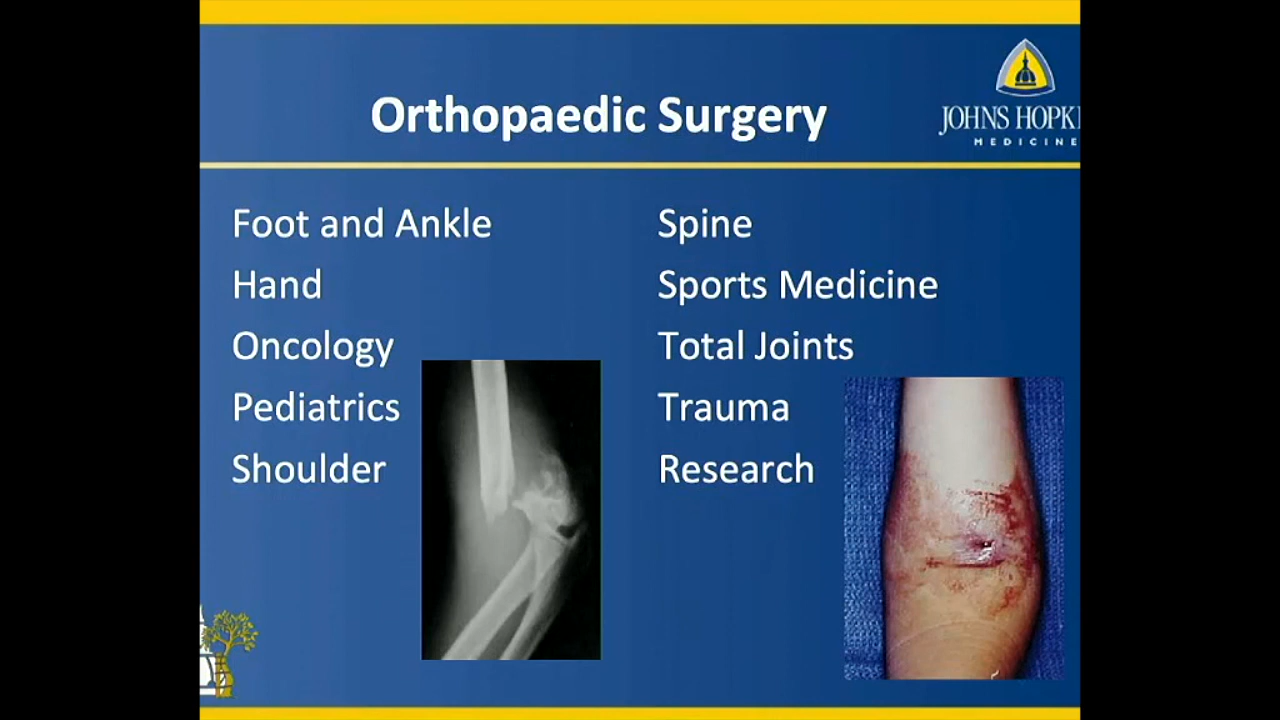 Orthopaedic Surgery
JOHNS HOPKI
MEDICINE
Foot and Ankle
Hand
Oncology
Pediatrics
Shoulder
Spine
Sports Medicine
Total Joints
Trauma
Research